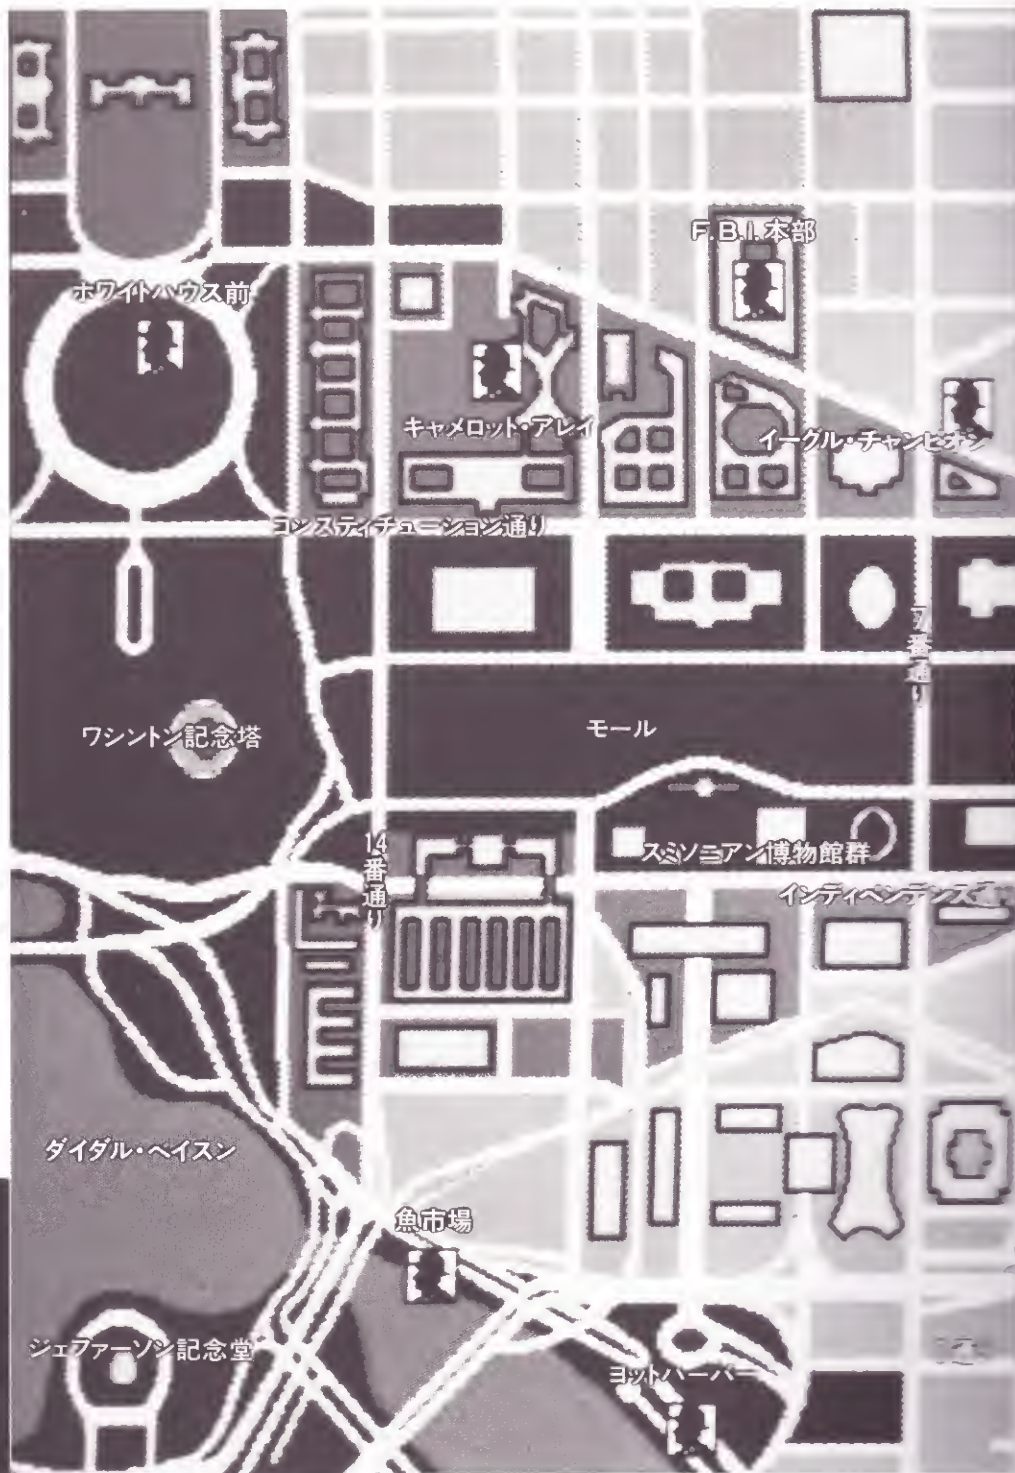 F.B.I.本部
ホワイトハウス前
キャメロット・アレイ
イーグル・チャンピオン
コンスティチューション通り
7番通り
ワシントン記念塔
モール
14番通り
スミソニアン博物館群
インディペンデンス
ダイダル・ベイスン
魚市場
ジェファーソン記念堂
ヨットハーバー